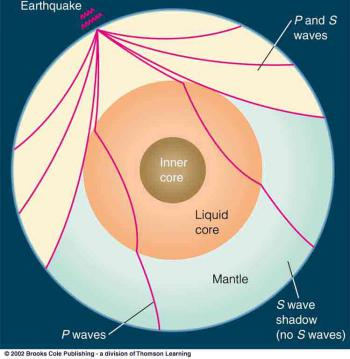 Earthquake
P and S
waves
Inner
core
Liquid
core
Mantle
S wave
shadow
(no S waves)
P waves
© 2002 Brooks Cole Publishing - a division of Thomson Learning